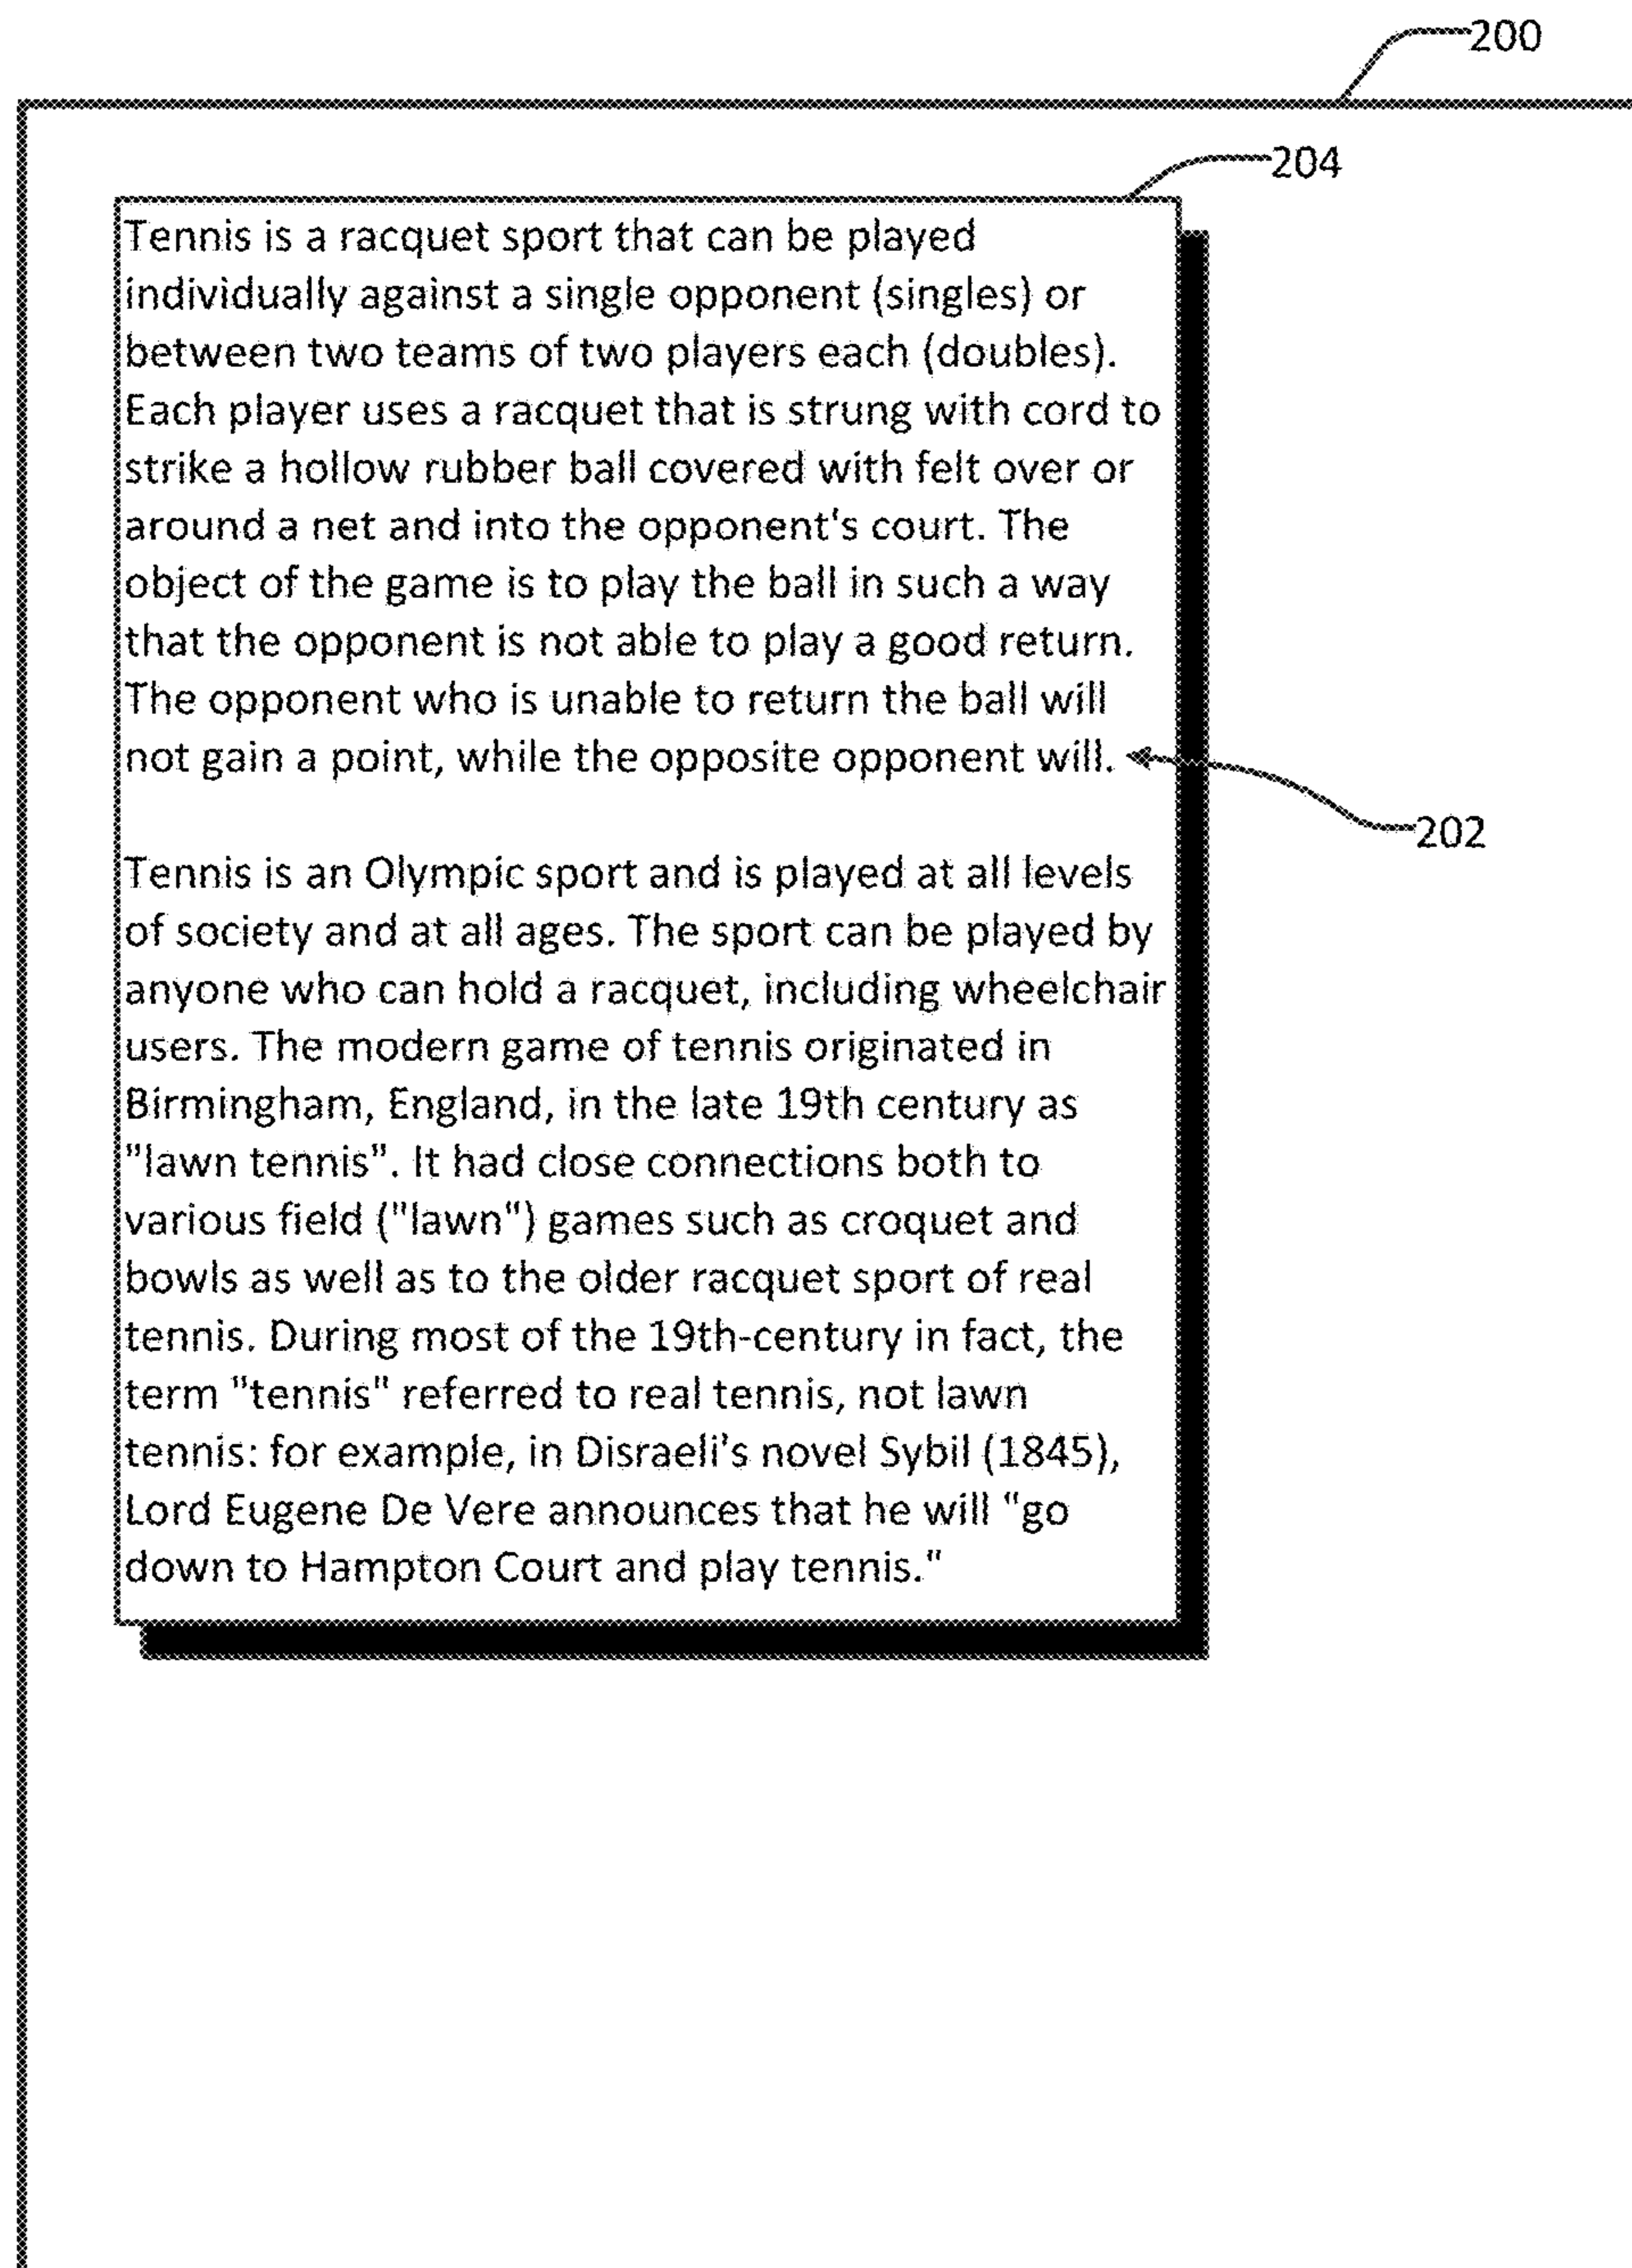 200
204
Tennis is a racquet sport that can be played
individually against a single opponent (singles) or
between two teams of two players each (doubles).
Each player uses a racquet that is strung with cord to
strike a hollow rubber ball covered with felt over or
around a net and into the opponent's court. The
object of the game is to play the ball in such a way
that the opponent is not able to play a good return.
The opponent who is unable to return the ball will
not gain a point, while the opposite opponent will.
202
Tennis is an Olympic sport and is played at all levels
of society and at all ages. The sport can be played by
anyone who can hold a racquet, including wheelchair
users. The modern game of tennis originated in
Birmingham, England, in the late 19th century as
"lawn tennis". It had close connections both to
various field ("lawn") games such as croquet and
bowls as well as to the older racquet sport of real
tennis. During most of the 19th-century in fact, the
term "tennis" referred to real tennis, not lawn
tennis: for example, in Disraeli's novel Sybil (1845),
Lord Eugene De Vere announces that he will "go
down to Hampton Court and play tennis."